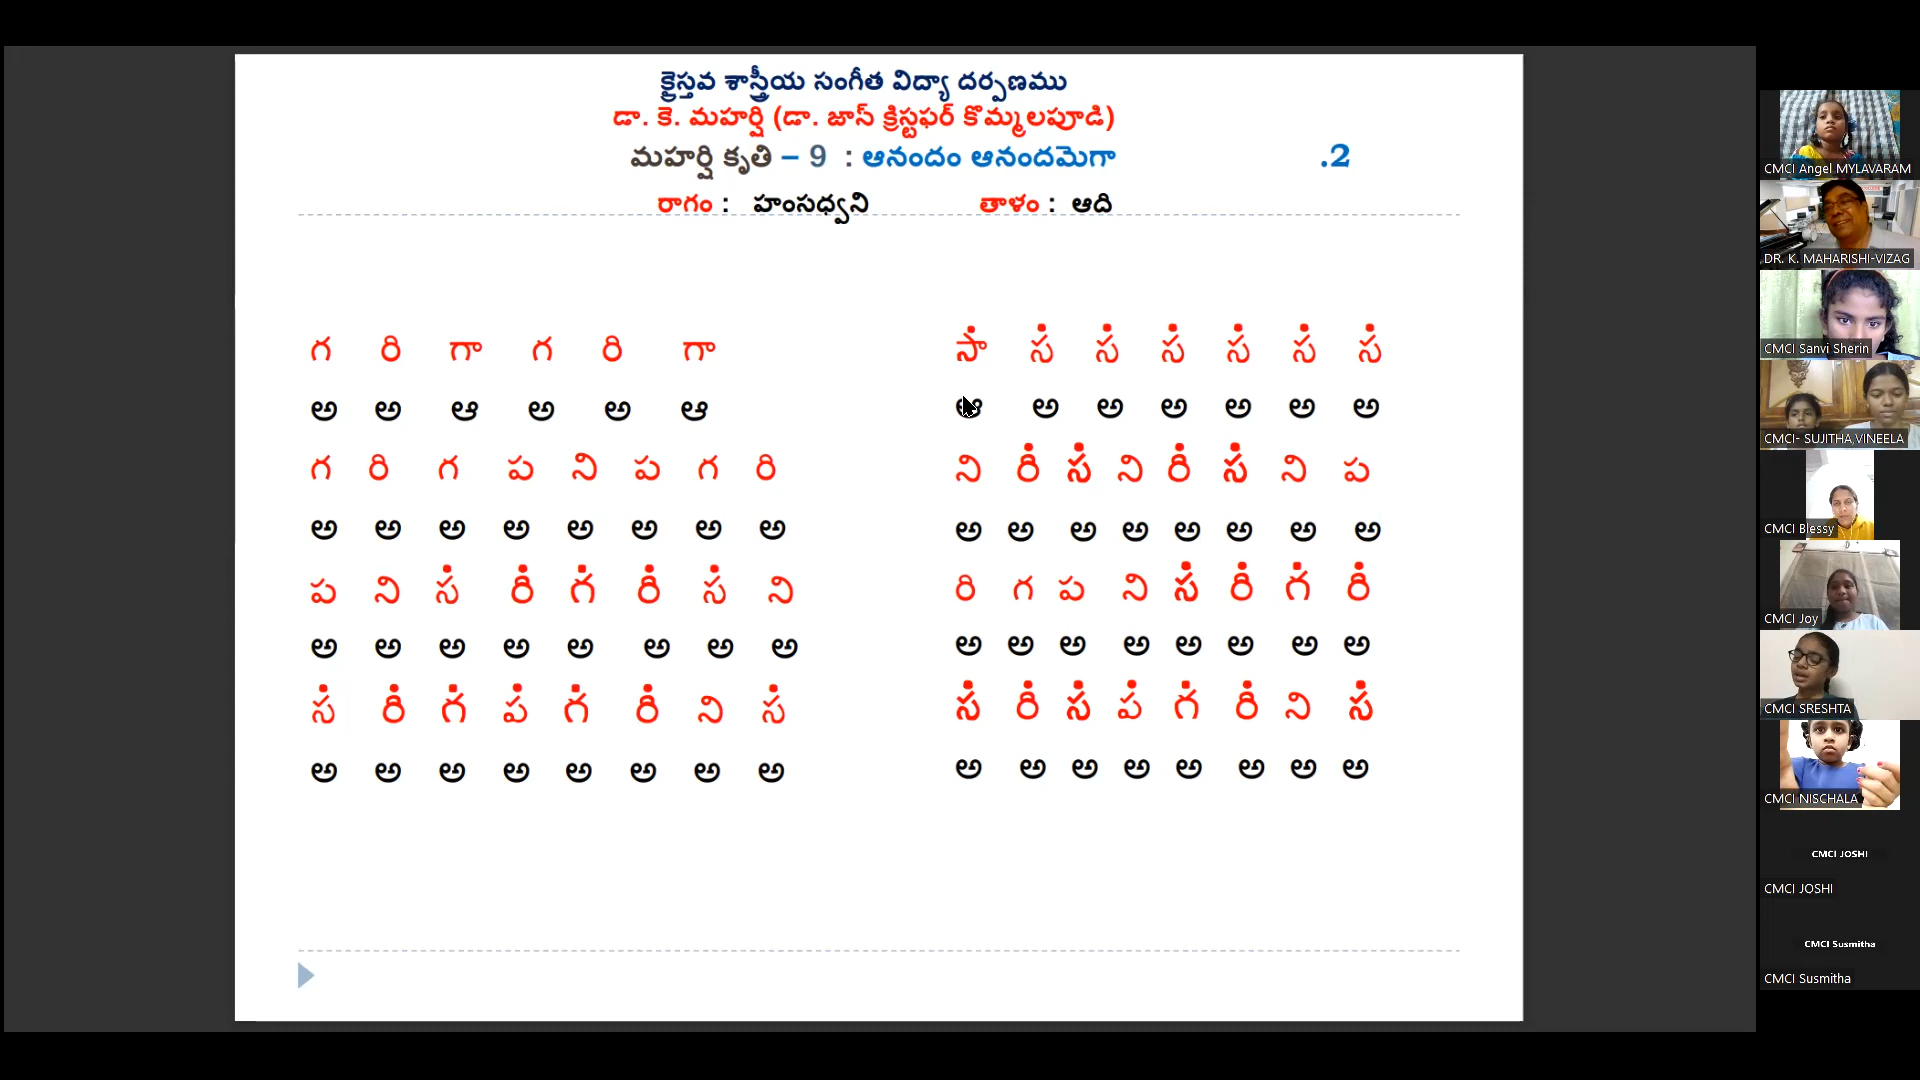 క్రైస్తవ శాస్త్రీయ సంగీత విద్యా దర్పణము
డా. కె. మహర్షి (డా. జాస్ క్రిస్టఫర్ కొమ్మలపూడి)
మహర్షి కృతి – 9 : ఆనందం ఆనందమెగా .2
రాగం : హంసధ్వని తాళం : ఆది
గ రి గా గ రి గా
అ అ ఆ అ అ ఆ
గ రి గ ప ని ప గ రి
అ అ అ అ అ అ అ అ
ప ని స̇ రి̇ గ̇ రి̇ స̇ ని
అ అ అ అ అ అ అ అ
స̇ రి̇ గ̇ ప̇ గ̇ రి̇ ని స̇
అ అ అ అ అ అ అ అ
సా̇ స̇ స̇ స̇ స̇ స̇ స̇
ఆ అ అ అ అ అ అ
ని రి̇ స̇ ని రి̇ స̇ ని ప
అ అ అ అ అ అ అ అ
రి గ ప ని స̇ రి̇ గ̇ రి̇
అ అ అ అ అ అ అ అ
స̇ రి̇ స̇ ప̇ గ̇ రి̇ ని స̇
అ అ అ అ అ అ అ అ
CMCI Angel MYLAVARAM
DR. K. MAHARISHI-VIZAG
CMCI Sanvi Sherin
CMCI- SUJITHA,VINEELA
CMCI Blessy
CMCI Joy
CMCI SRESHTA
CMCI NISCHALA
CMCI JOSHI
CMCI JOSHI
CMCI Susmitha
CMCI Susmitha